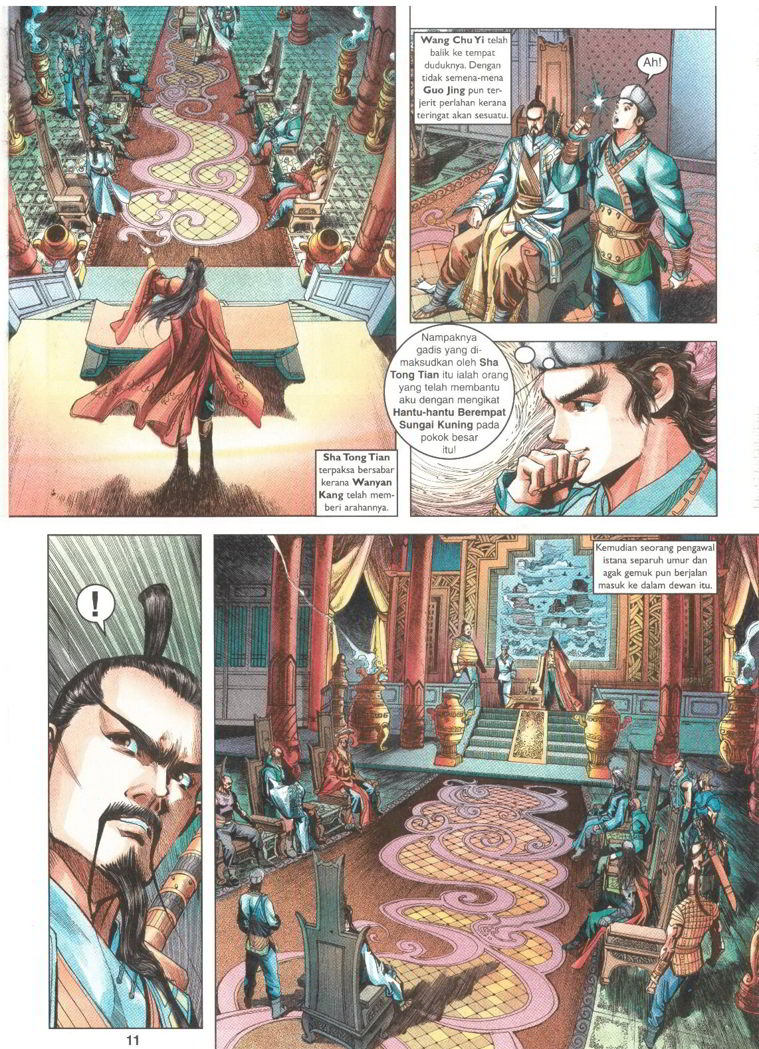 Wang Chu Yi telah
balik ke tempat
duduknya. Dengan
tidak semena-mena
Guo Jing pun ter-
jerit perlahan kerana
teringat akan sesuatu.
Ah!
Sha Tong Tian
terpaksa bersabar
kerana Wanyan
Kang telah mem-
beri arahannya.
Nampaknya
gadis yang di-
maksudkan oleh Sha
Tong Tian itu ialah orang
yang telah membantu
aku dengan mengikat
Hantu-hantu Berempat
Sungai Kuning pada
pokok besar
itu!
!
Kemudian seorang pengawal
istana separuh umur dan
agak gemuk pun berjalan
masuk ke dalam dewan itu.
11